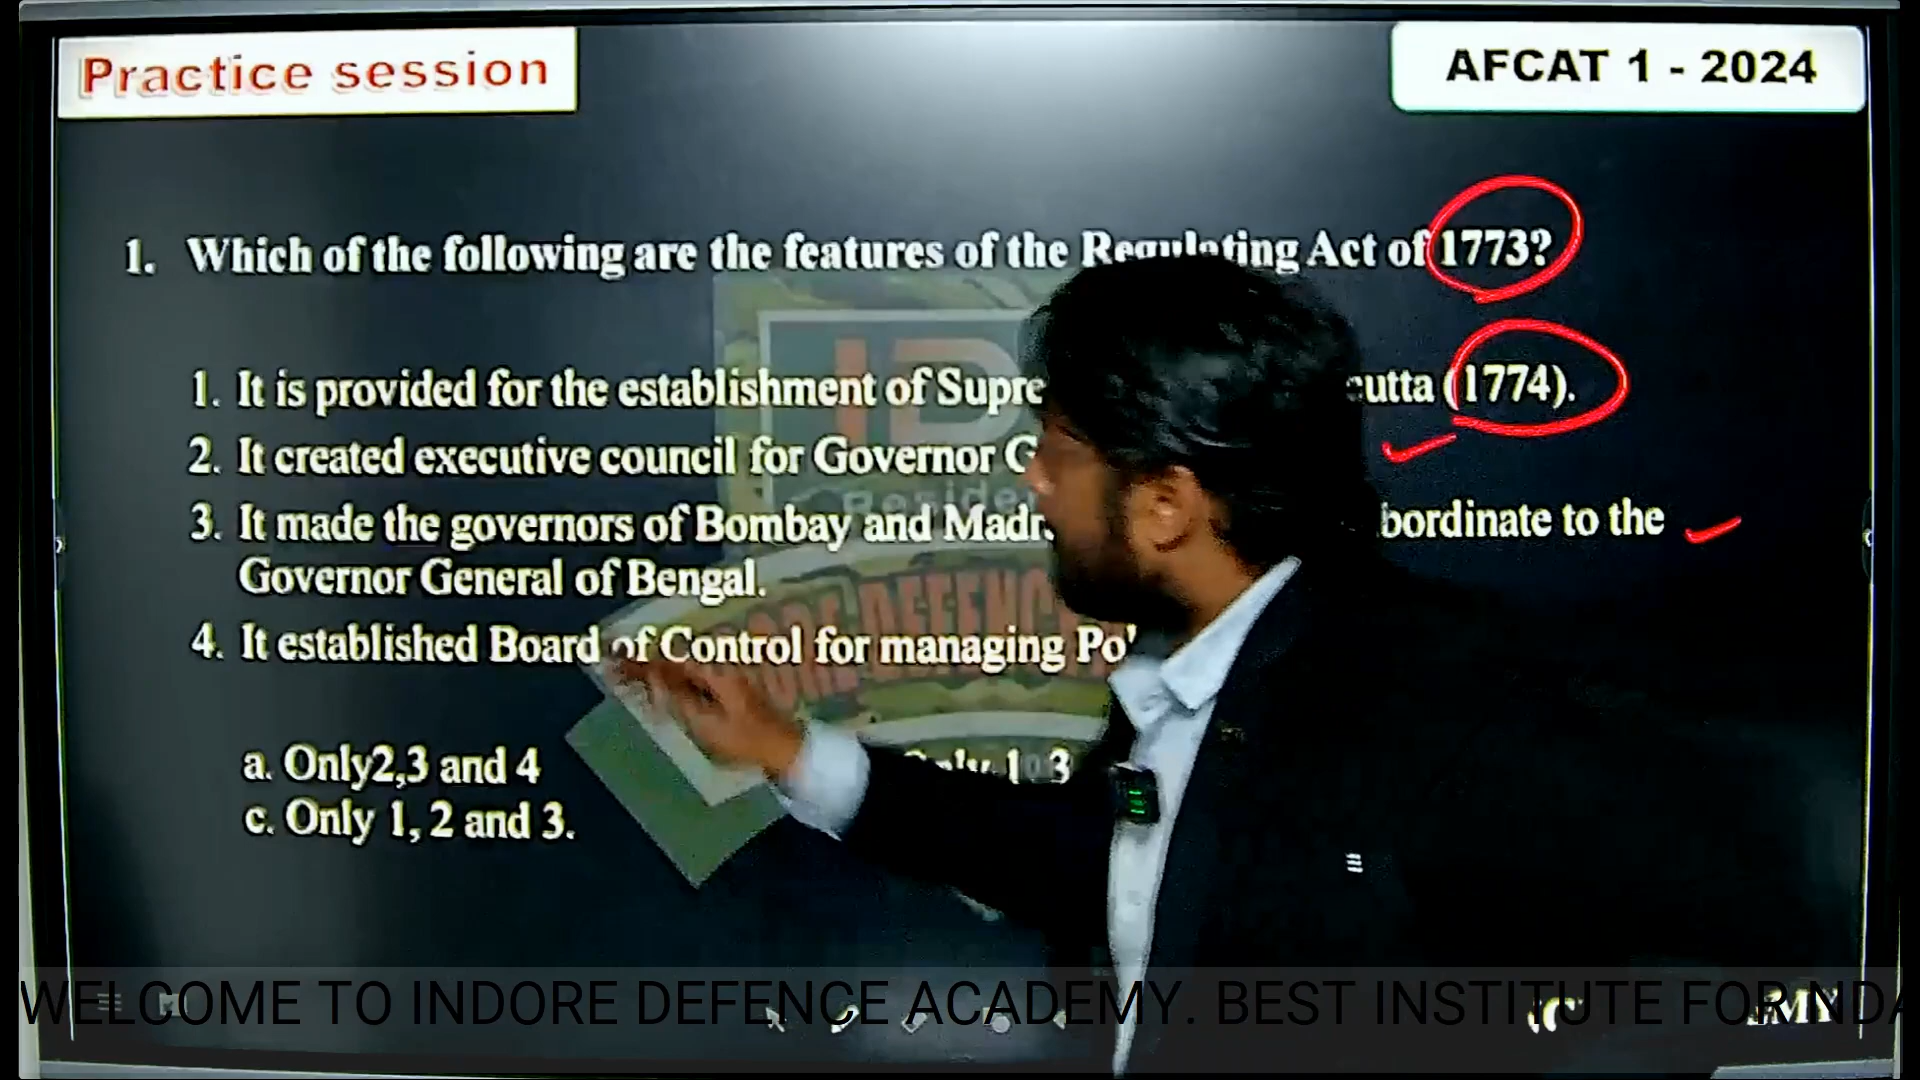 Practice session
AFCAT 1 - 2024
1. Which of the following are the features of the Regulating Act of 1773?
1. It is provided for the establishment of Supre cutta (1774).
2. It created executive council for Governor G
3. It made the governors of Bombay and Madr bordinate to the
Governor General of Bengal.
4. It established Board of Control for managing Po
a. Only2,3 and 4
1 3
c. Only 1, 2 and 3.
WELCOME TO INDORE DEFENCE ACADEMY. BEST INSTITUTE FOR NDA